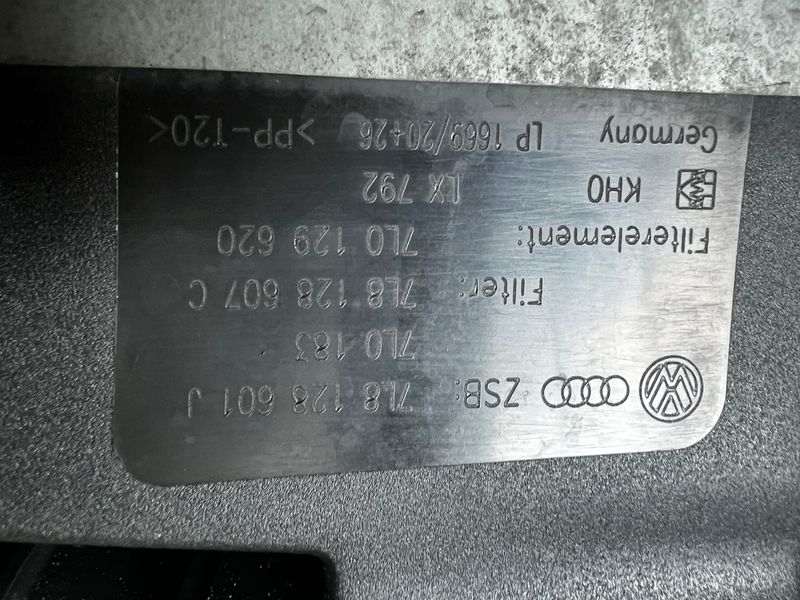 ZSB: 7L8 128 601 J
7L0 183
Filter: 7L8 128 607 C
Filterelement: 7L0 129 620
KHO LX 792
Germany LP 1669/20+26 >PP-T20<